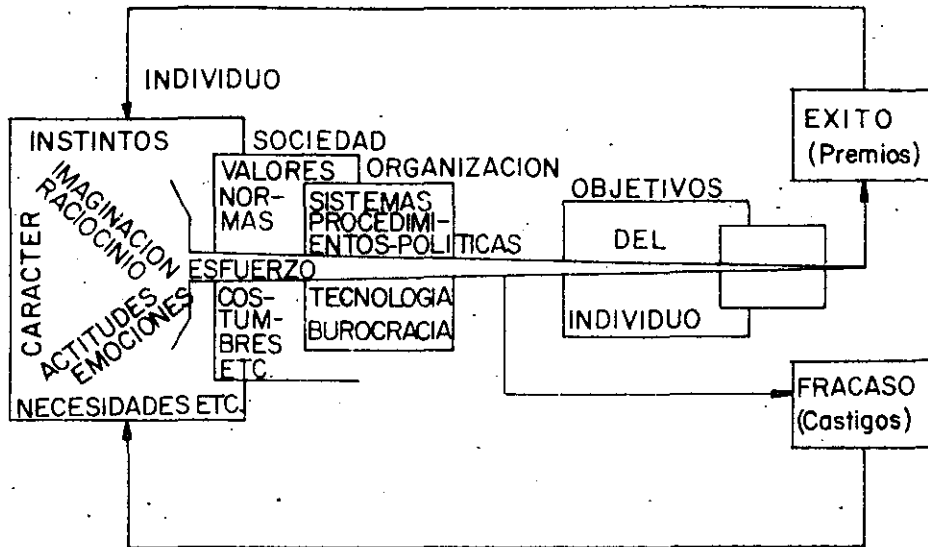 INDIVIDUO
INSTINTOS
IMAGINACION
RACIOCINIO
CARACTER
ACTITUDES
EMOCIONES
NECESIDADES ETC.
SOCIEDAD
VALORES
NOR-
MAS
ESFUERZO
COS-
TUM-
BRES
ETC.
ORGANIZACION
SISTEMAS
PROCEDIMI-
ENTOS-POLITICAS
TECNOLOGIA
BUROCRACIA
OBJETIVOS
DEL
INDIVIDUO
EXITO
(Premios)
FRACASO
(Castigos)